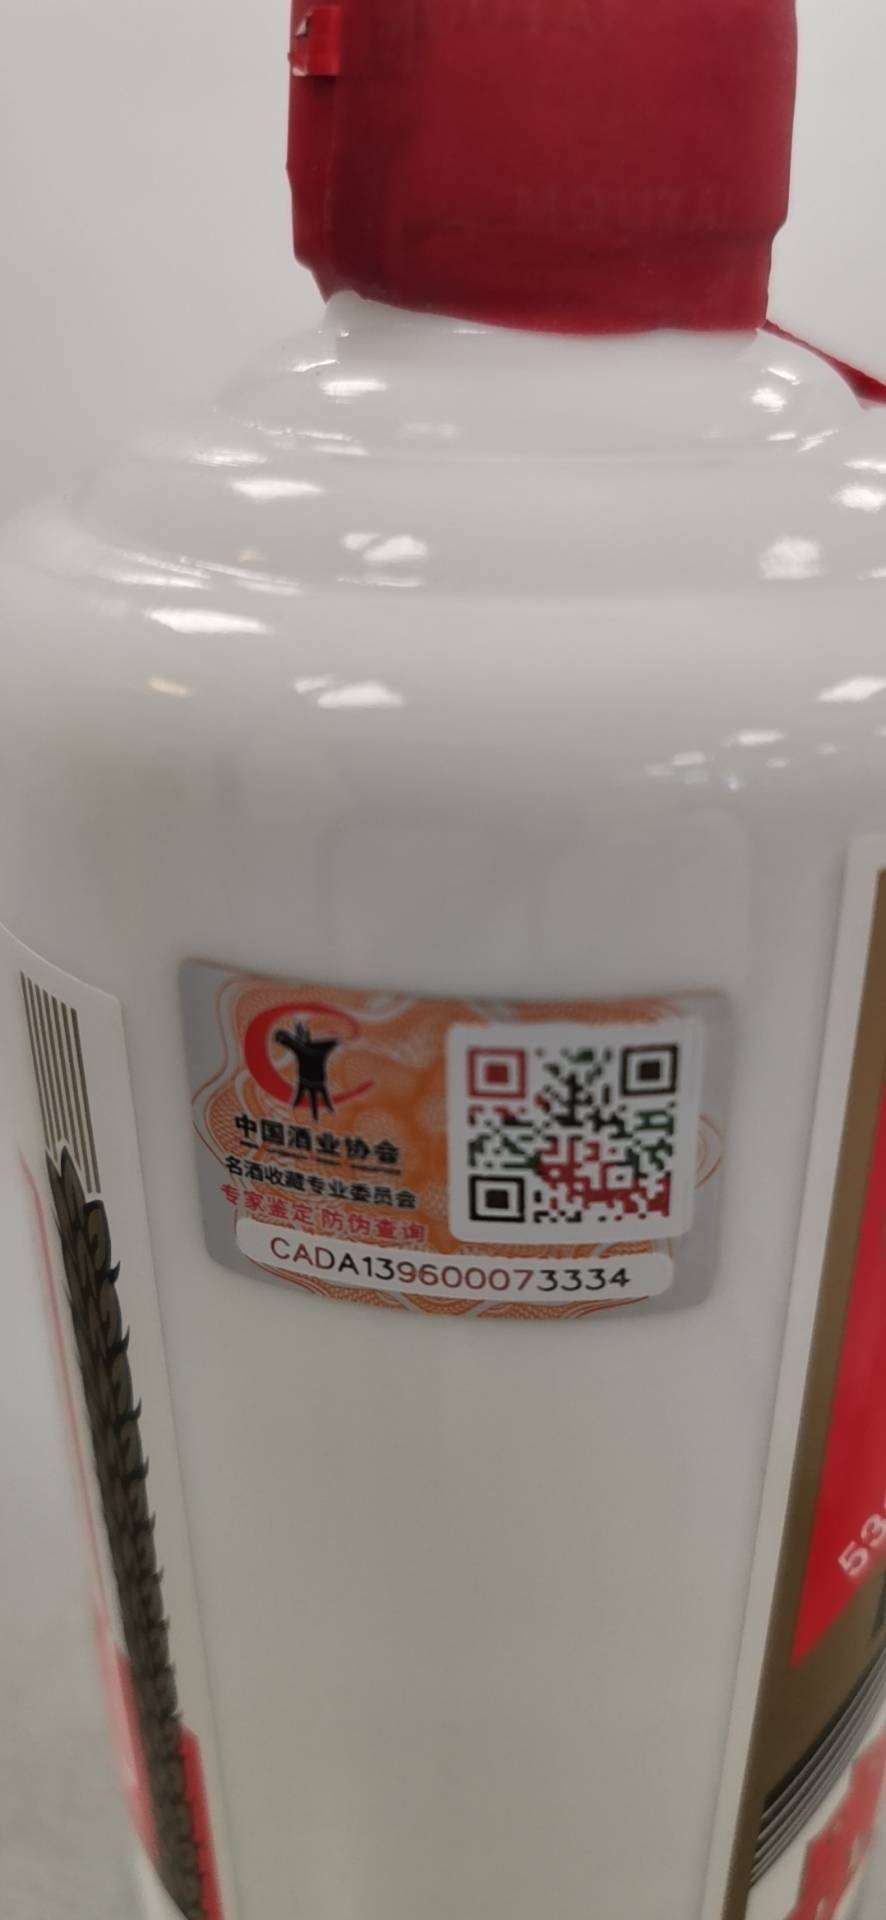 中国酒业协会
名酒收藏专业委员会
专家鉴定 防伪查询
CADA139600073334
53